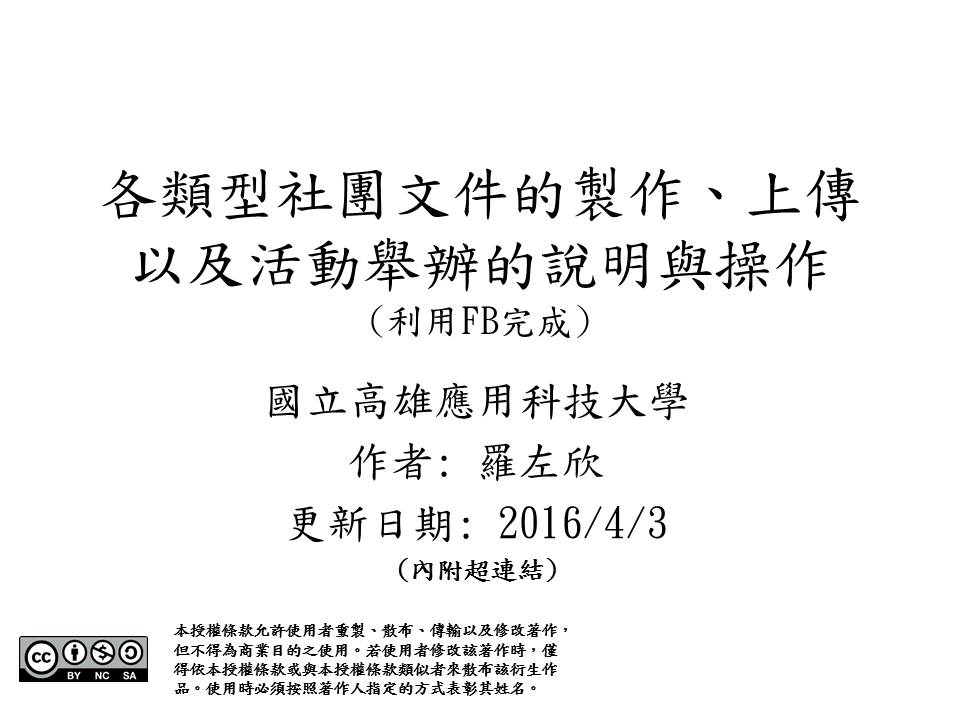 各類型社團文件的製作、上傳
以及活動舉辦的說明與操作
(利用FB完成)
國立高雄應用科技大學
作者: 羅左欣
更新日期: 2016/4/3
(內附超連結)
本授權條款允許使用者重製、散布、傳輸以及修改著作，
但不得為商業目的之使用。若使用者修改該著作時，僅
得依本授權條款或與本授權條款類似者來散布該衍生作
品。使用時必須按照著作人指定的方式表彰其姓名。
cc
BY NC SA